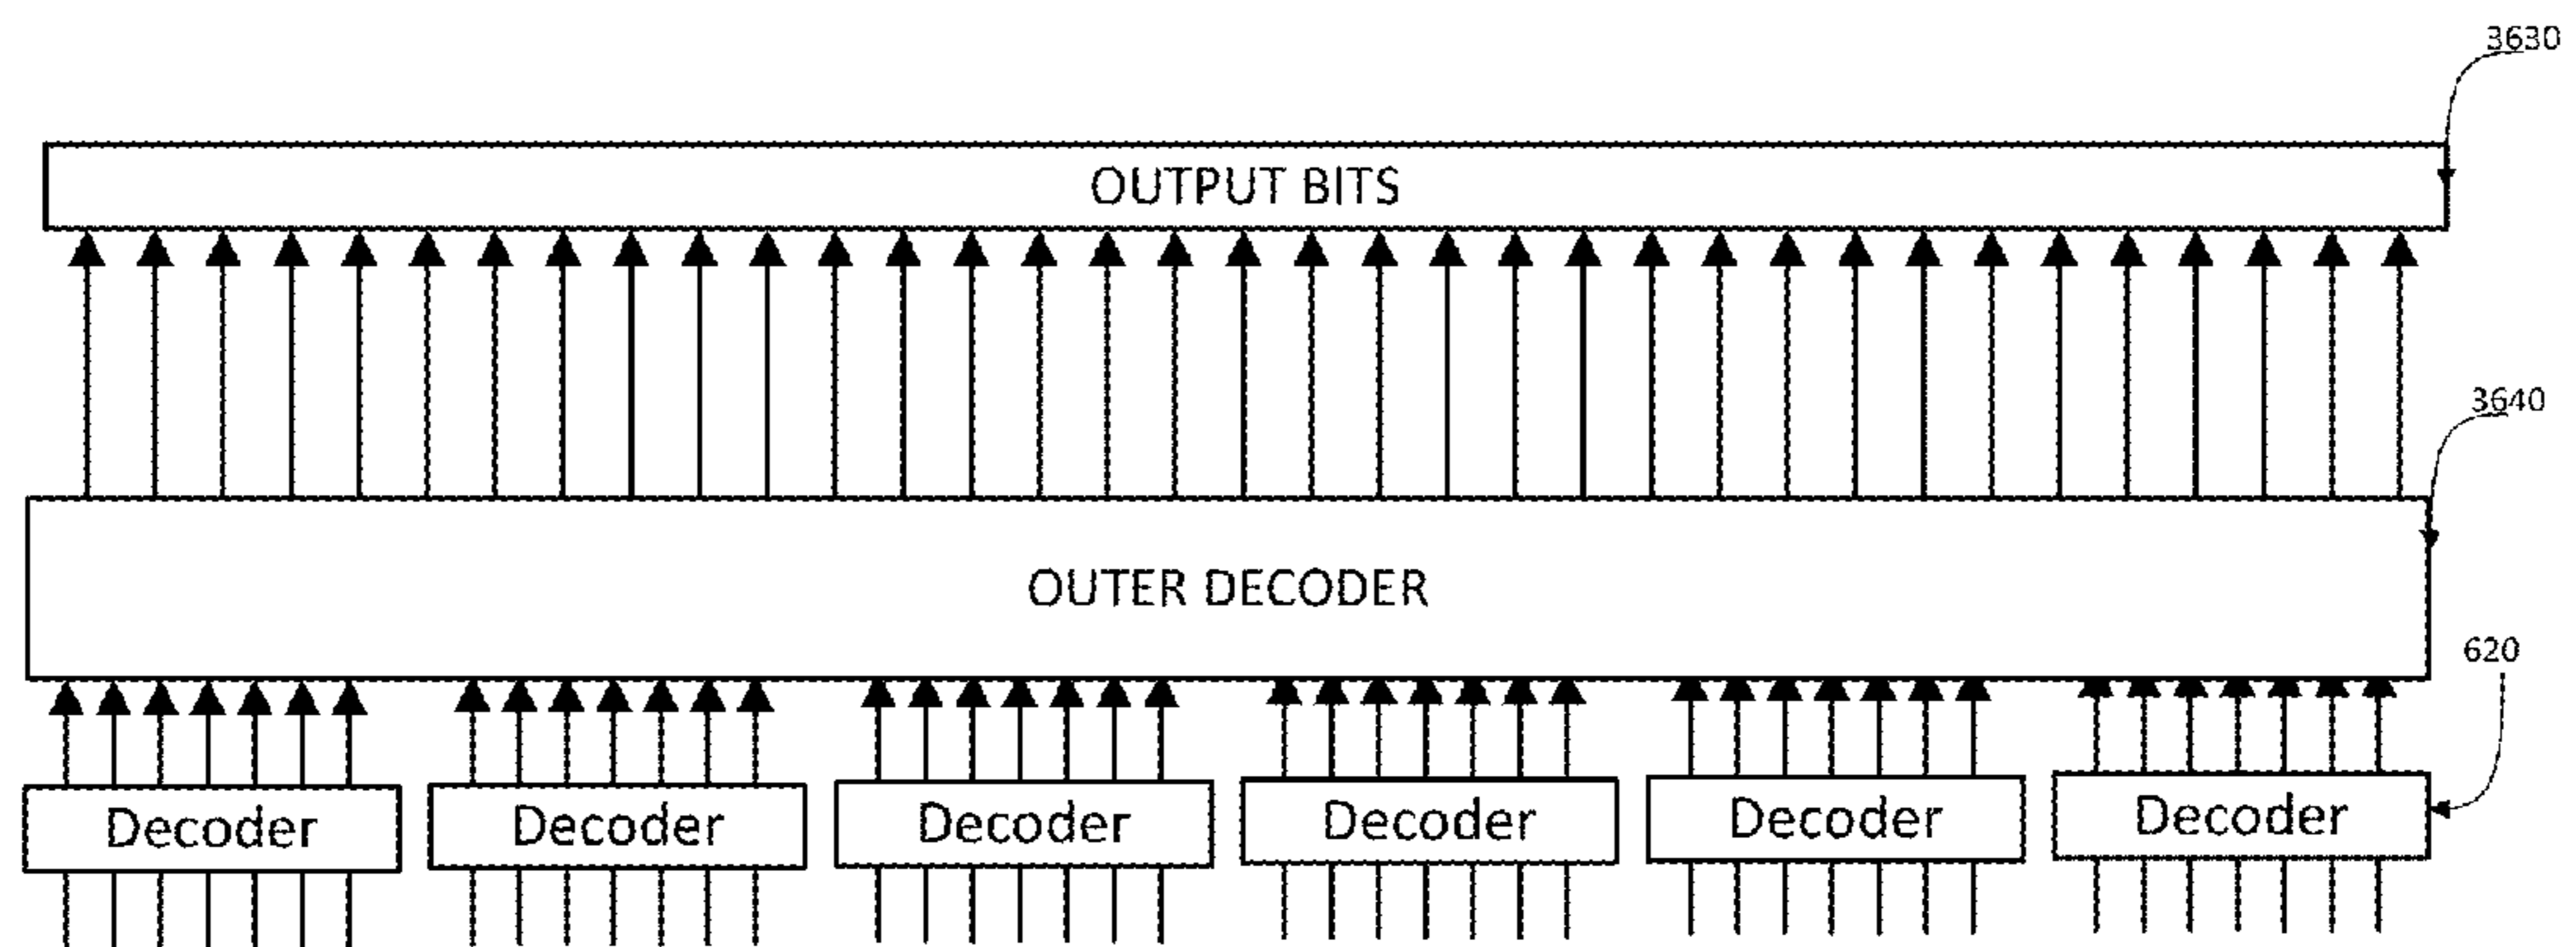 3630
OUTPUT BITS
3640
OUTER DECODER
620
Decoder Decoder Decoder Decoder Decoder Decoder